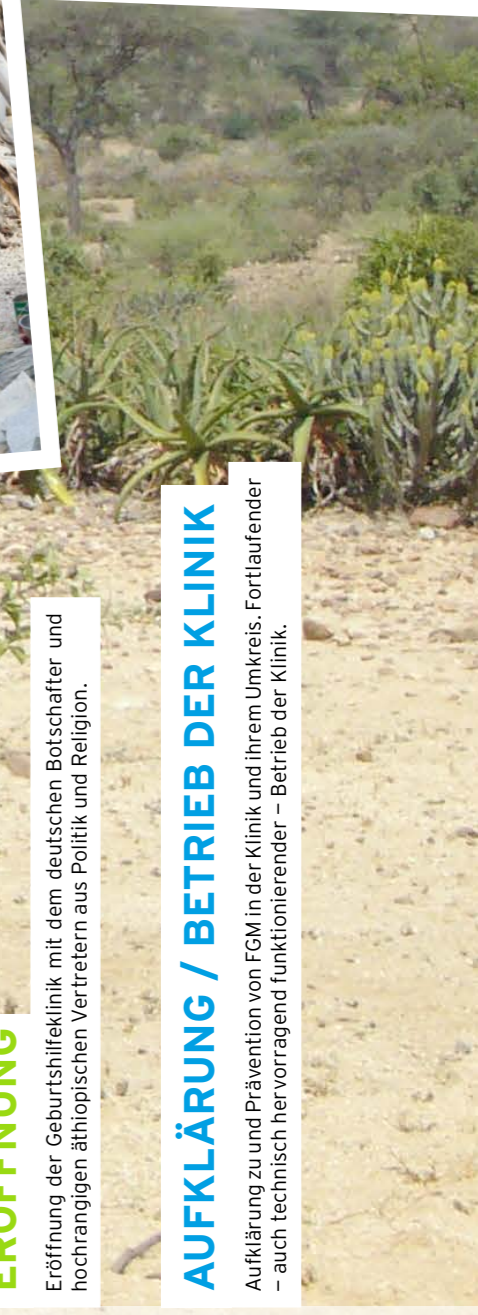 ERÖFFNUNG
Eröffnung der Geburtshilfeklinik mit dem deutschen Botschafter und
hochrangigen äthiopischen Vertretern aus Politik und Religion.
AUFKLÄRUNG / BETRIEB DER KLINIK
Aufklärung zu und Prävention von FGM in der Klinik und ihrem Umkreis. Fortlaufender
– auch technisch hervorragend funktionierender – Betrieb der Klinik.